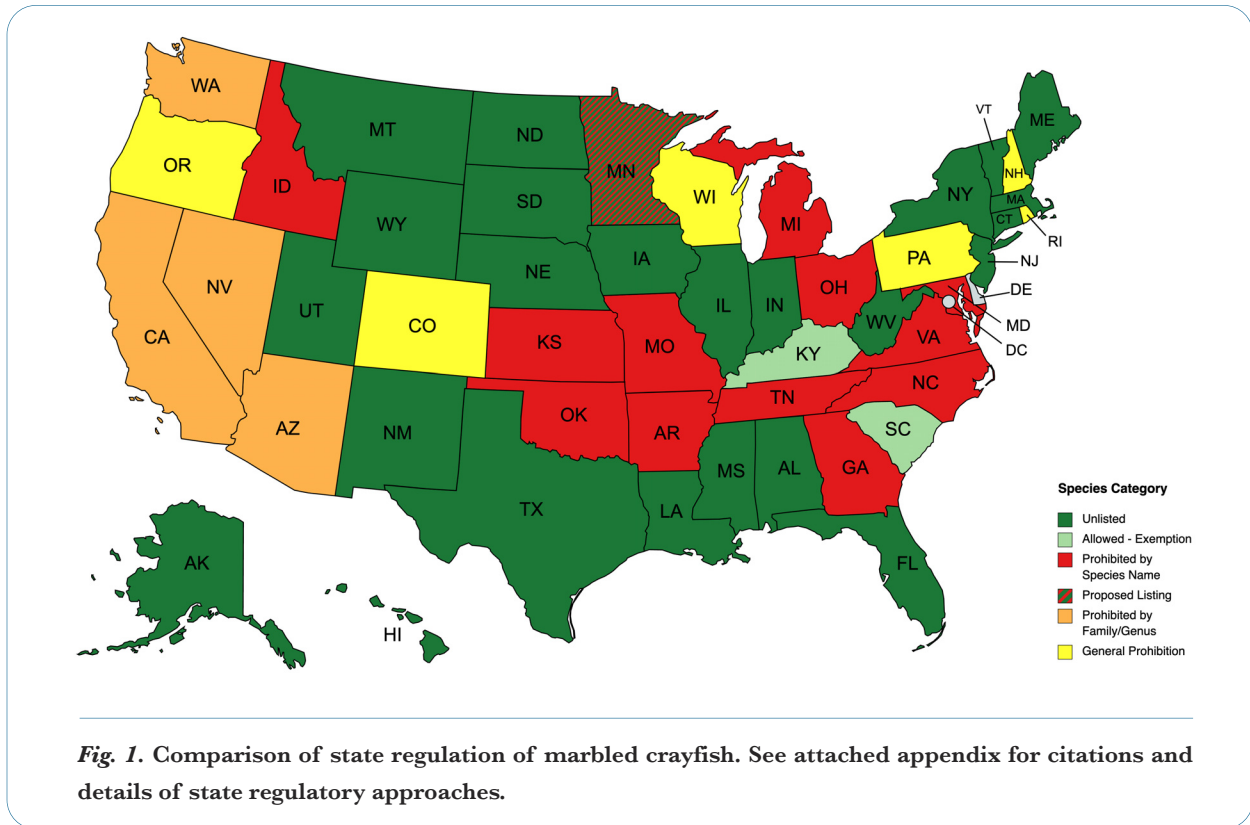 WA
OR
ID
MT
ND
SD
MN
WI
MI
WY
NE
IA
NV
CA
UT
CO
KS
MO
IL
IN
OH
KY
WV
VA
PA
NY
VT
ME
NH
MA
CT
RI
NJ
DE
MD
DC
AZ
NM
OK
AR
TN
NC
SC
GA
TX
LA
MS
AL
FL
AK
HI
Species Category
Unlisted
Allowed - Exemption
Prohibited by
Species Name
Proposed Listing
Prohibited by
Family/Genus
General Prohibition
Fig. 1. Comparison of state regulation of marbled crayfish. See attached appendix for citations and
details of state regulatory approaches.